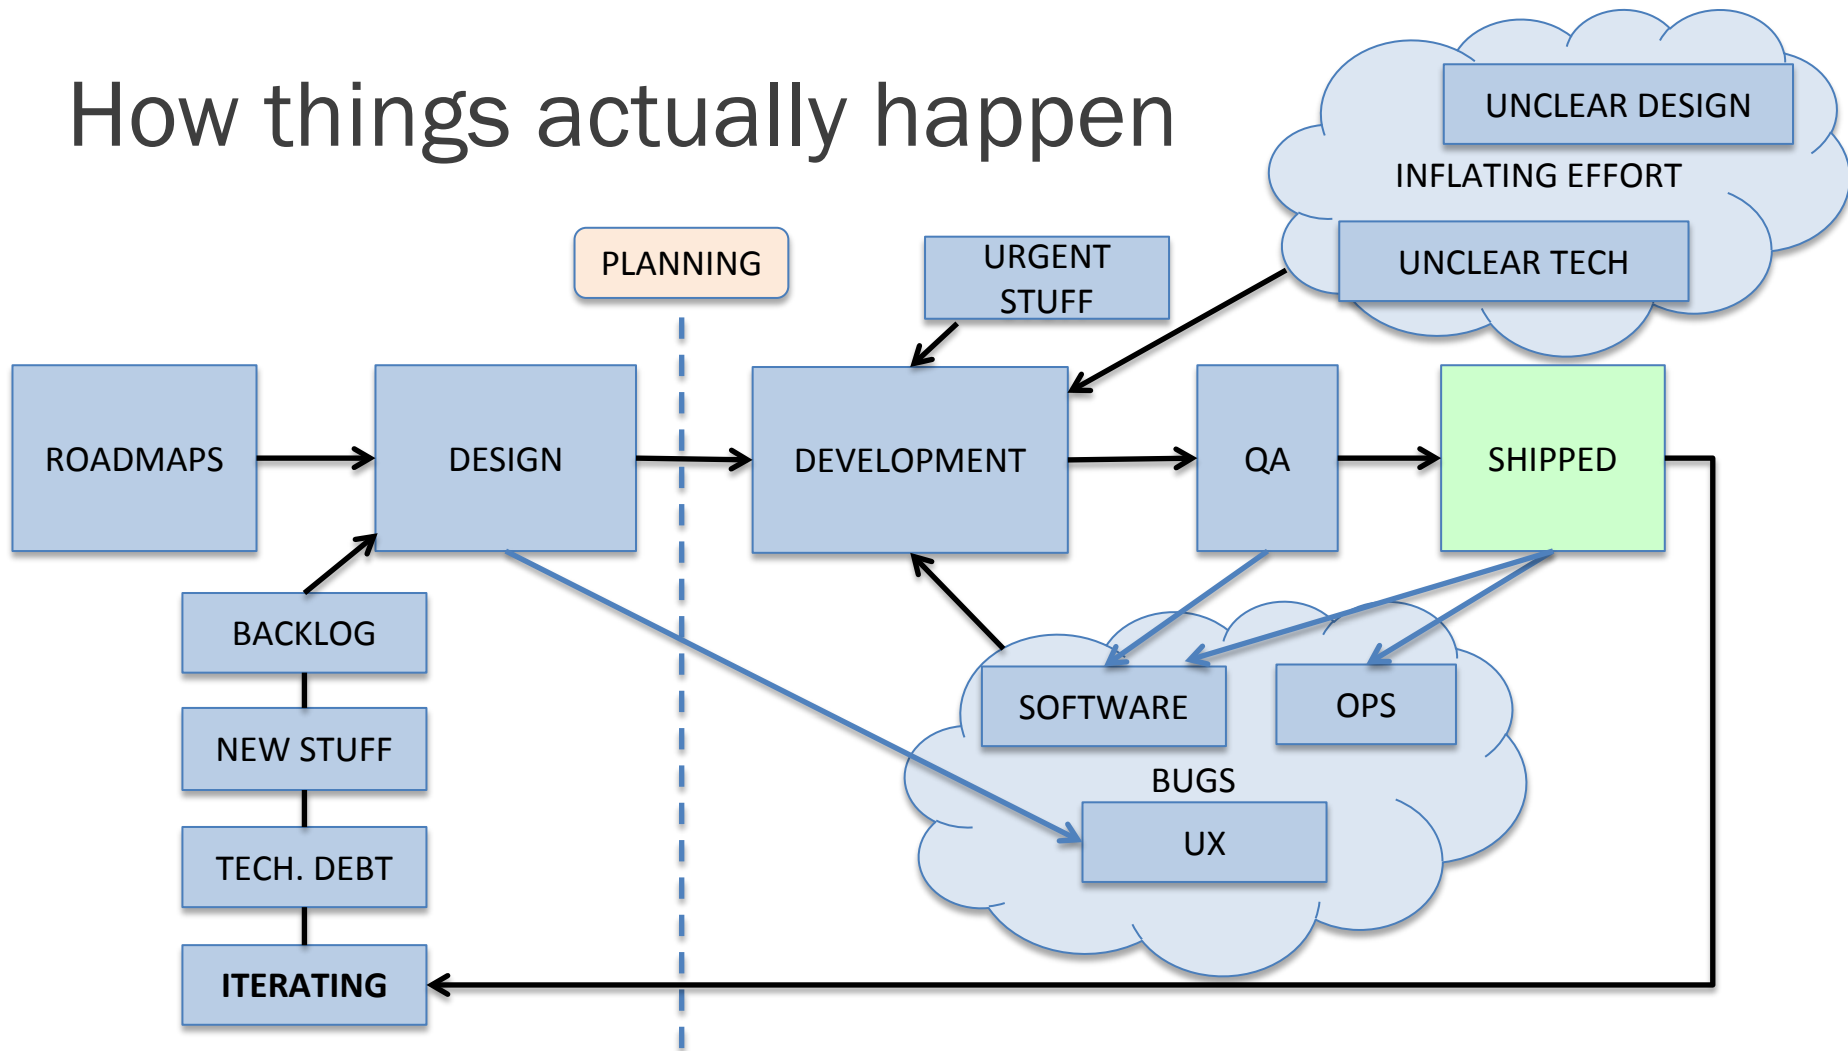 How things actually happen
UNCLEAR DESIGN
INFLATING EFFORT
UNCLEAR TECH
PLANNING
URGENT
STUFF
ROADMAPS
DESIGN
DEVELOPMENT
QA
SHIPPED
BACKLOG
NEW STUFF
TECH. DEBT
ITERATING
SOFTWARE
OPS
BUGS
UX